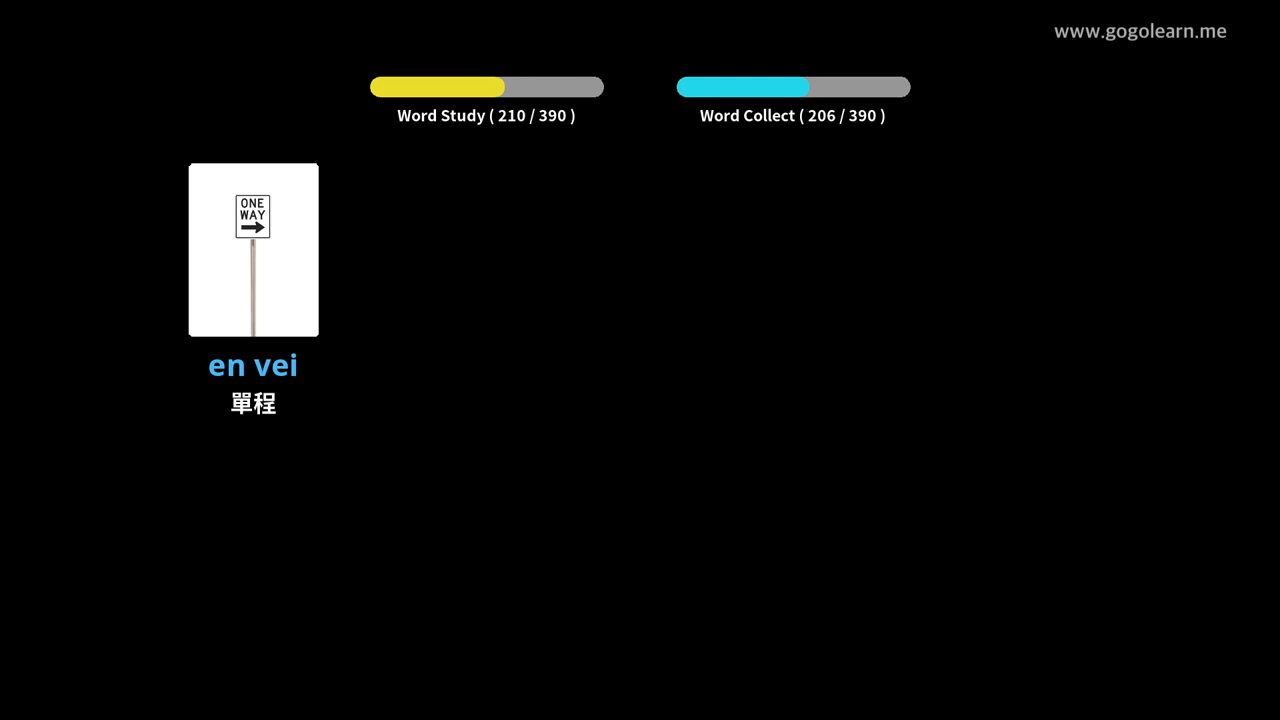 www.gogolearn.me
Word Study ( 210 / 390 )
Word Collect ( 206 / 390 )
ONE
WAY
en vei
單程